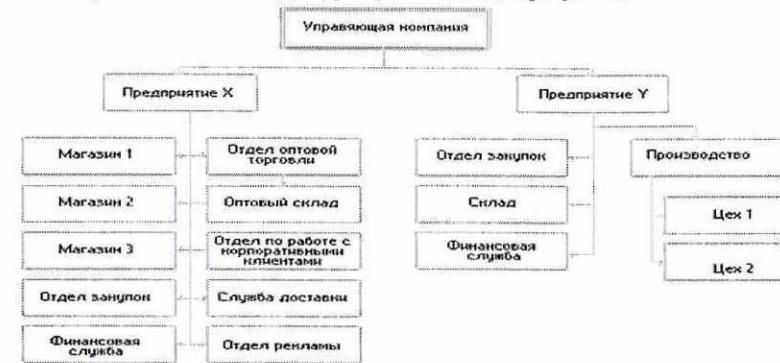 Управяющая компания
Предприятие X
Предприятие Y
Магазин 1
Отдел оптовой
торговли
Отдел закупок
Производство
Магазин 2
Оптовый склад
Склад
Цех 1
Магазин 3
Отдел по работе с
корпоративными
клиентами
Финансовая
служба
Цех 2
Отдел закупок
Служба доставки
Финансовая
служба
Отдел рекламы